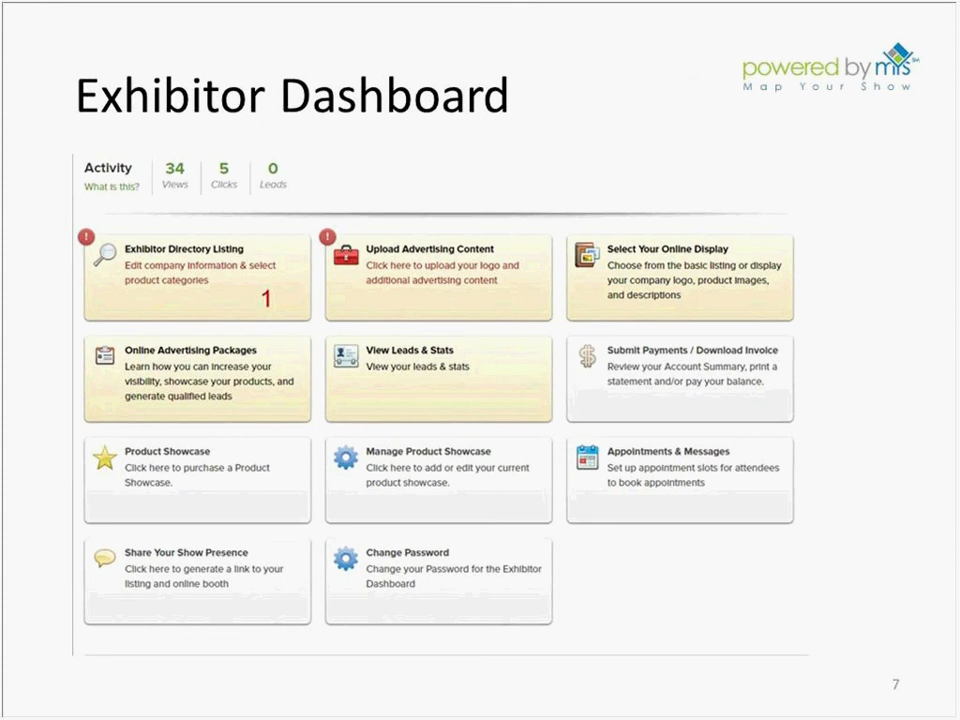 powered by mys SM
Map Your Show
Exhibitor Dashboard
Activity
What is this?
34
Views
5
Clicks
0
Leads
!
Exhibitor Directory Listing
Edit company information & select
product categories
1
!
Upload Advertising Content
Click here to upload your logo and
additional advertising content
Select Your Online Display
Choose from the basic listing or display
your company logo, product images,
and descriptions
Online Advertising Packages
Learn how you can increase your
visibility, showcase your products, and
generate qualified leads
View Leads & Stats
View your leads & stats
Submit Payments / Download Invoice
Review your Account Summary, print a
statement and/or pay your balance.
Product Showcase
Click here to purchase a Product
Showcase.
Manage Product Showcase
Click here to add or edit your current
product showcase.
Appointments & Messages
Set up appointment slots for attendees
to book appointments
Share Your Show Presence
Click here to generate a link to your
listing and online booth
Change Password
Change your Password for the Exhibitor
Dashboard
7